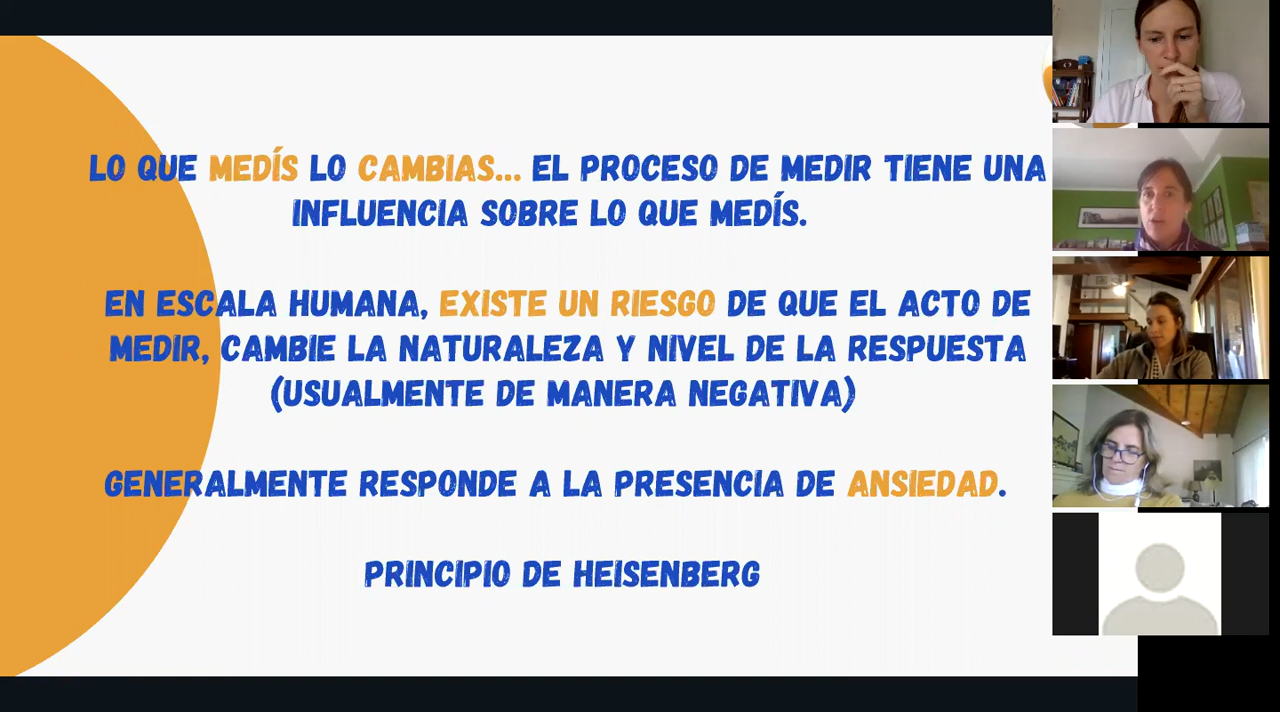 LO QUE MEDÍS LO CAMBIAS... EL PROCESO DE MEDIR TIENE UNA
INFLUENCIA SOBRE LO QUE MEDÍS.
EN ESCALA HUMANA, EXISTE UN RIESGO DE QUE EL ACTO DE
MEDIR, CAMBIE LA NATURALEZA Y NIVEL DE LA RESPUESTA
(USUALMENTE DE MANERA NEGATIVA)
GENERALMENTE RESPONDE A LA PRESENCIA DE ANSIEDAD.
PRINCIPIO DE HEISENBERG